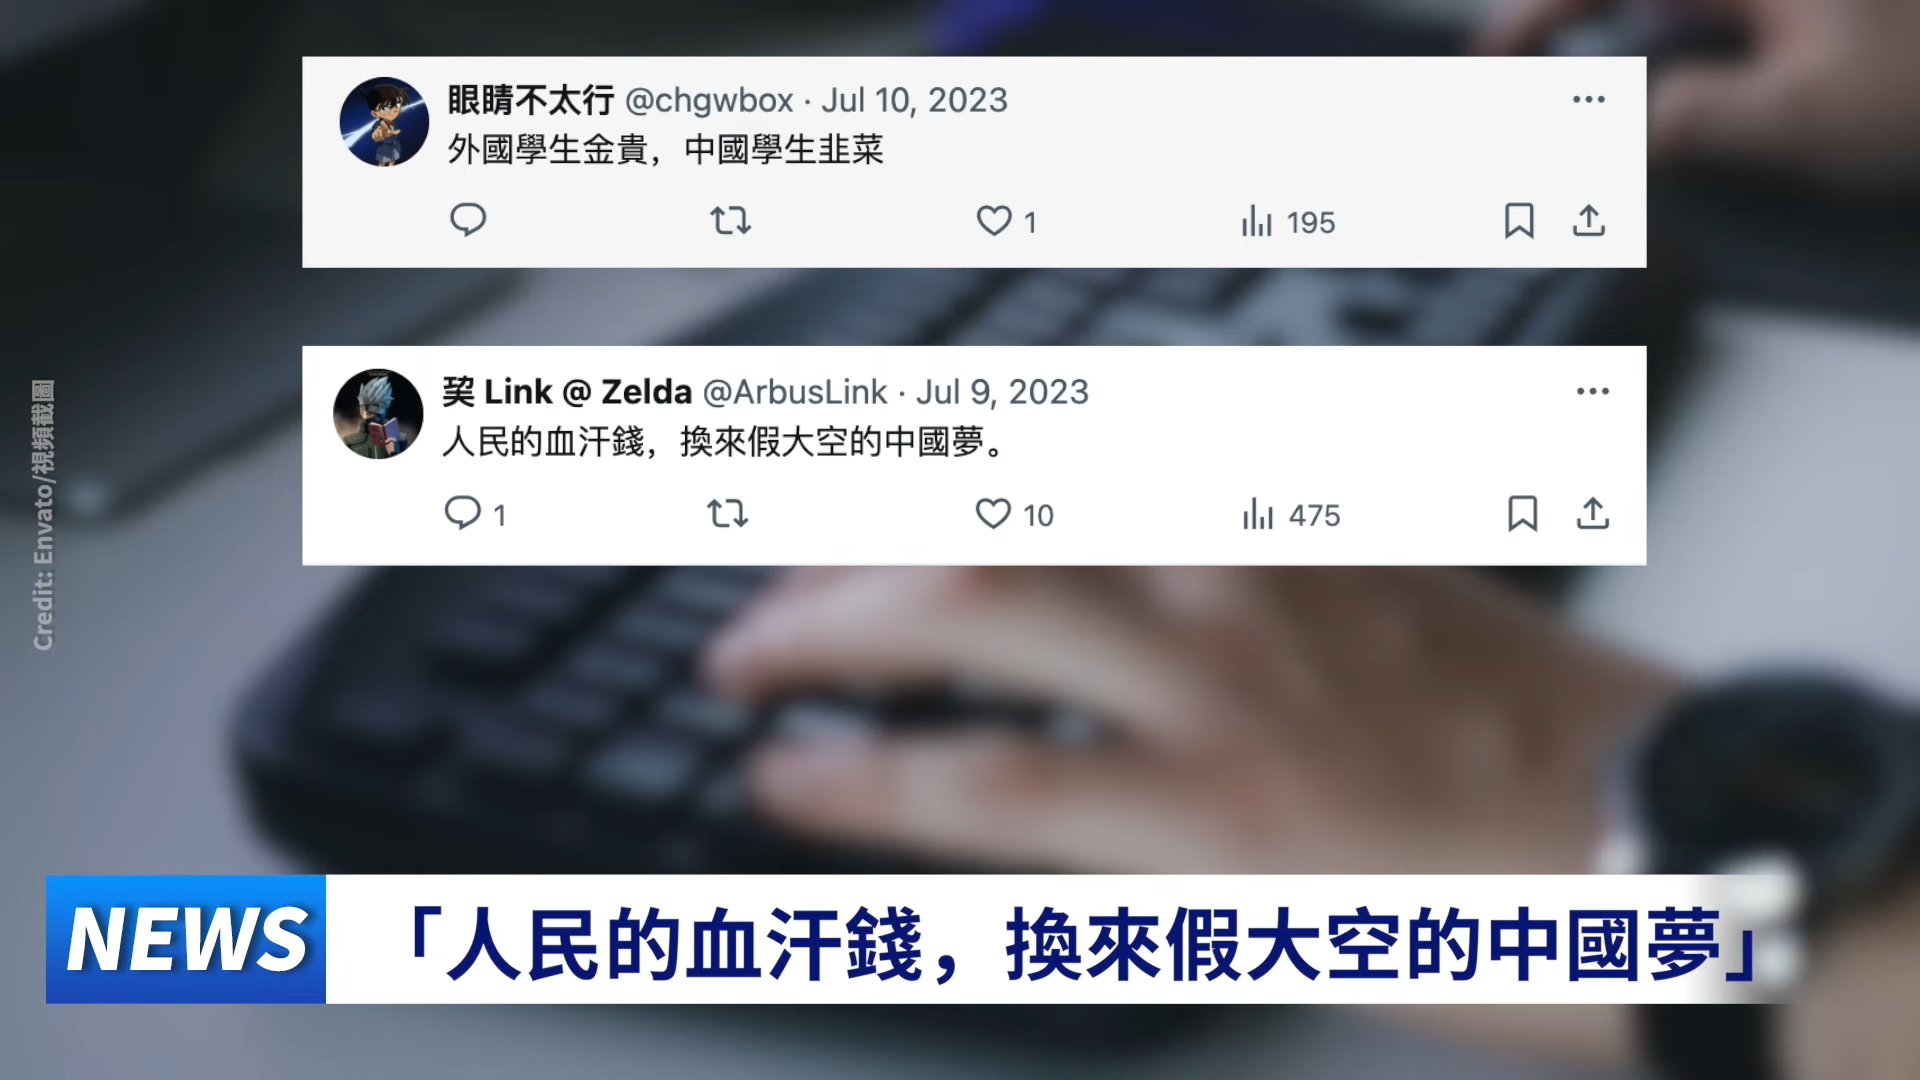 眼睛不太行 @chgwbox · Jul 10, 2023
外國學生金貴，中國學生韭菜
1
195
Link @ Zelda @ArbusLink · Jul 9, 2023
人民的血汗錢，換來假大空的中國夢。
1
10
475
Credit: Envato/視頻截圖
NEWS
「人民的血汗錢，換來假大空的中國夢」